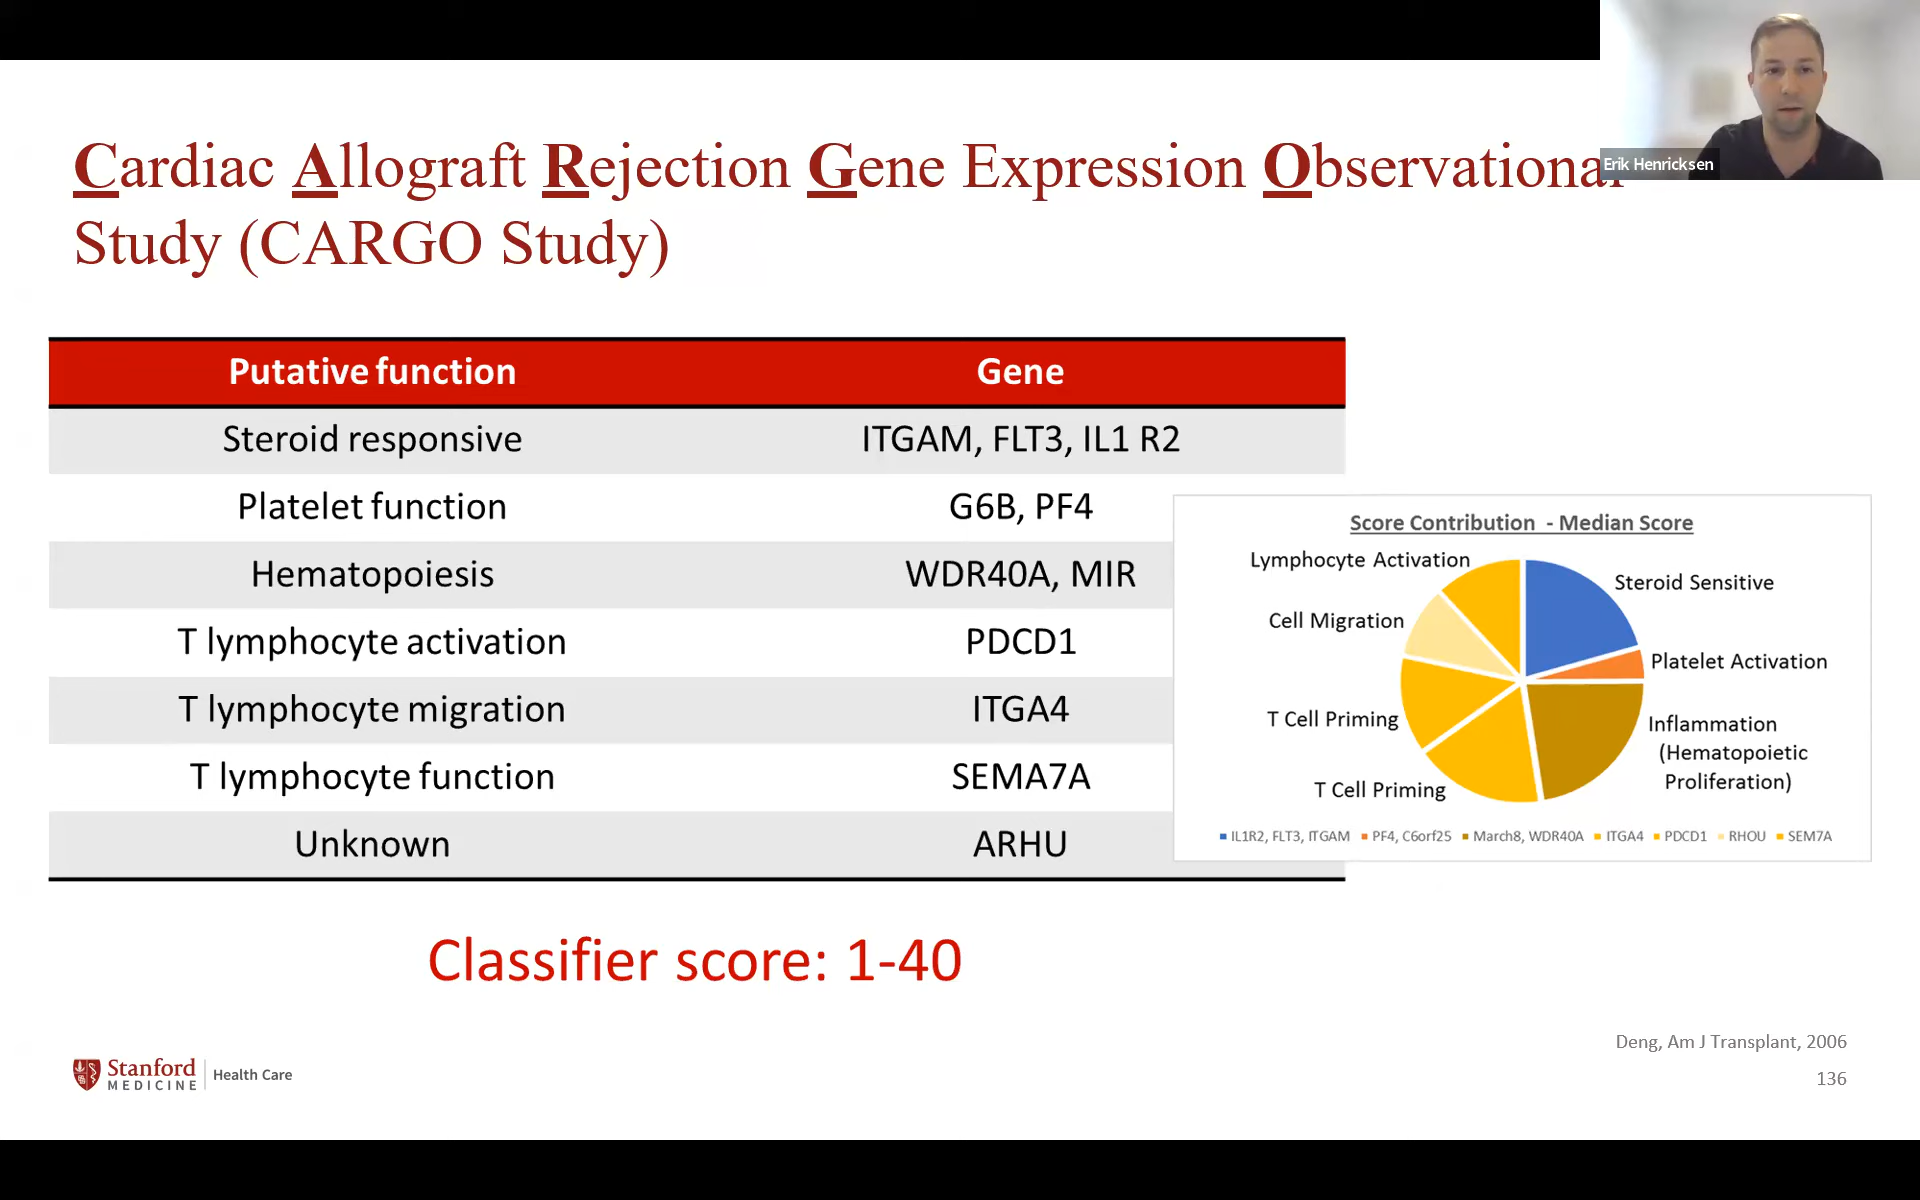 Erik Henricksen
Cardiac Allograft Rejection Gene Expression Observational
Study (CARGO Study)
Putative function Gene
Steroid responsive ITGAM, FLT3, IL1 R2
Platelet function G6B, PF4
Hematopoiesis WDR40A, MIR
T lymphocyte activation PDCD1
T lymphocyte migration ITGA4
T lymphocyte function SEMA7A
Unknown ARHU
Score Contribution - Median Score
Lymphocyte Activation
Steroid Sensitive
Cell Migration
Platelet Activation
T Cell Priming
Inflammation
(Hematopoietic
Proliferation)
T Cell Priming
IL1R2, FLT3, ITGAM PF4, C6orf25 March8, WDR40A ITGA4 PDCD1 RHOU SEM7A
Classifier score: 1-40
Deng, Am J Transplant, 2006
Stanford
MEDICINE
Health Care
136